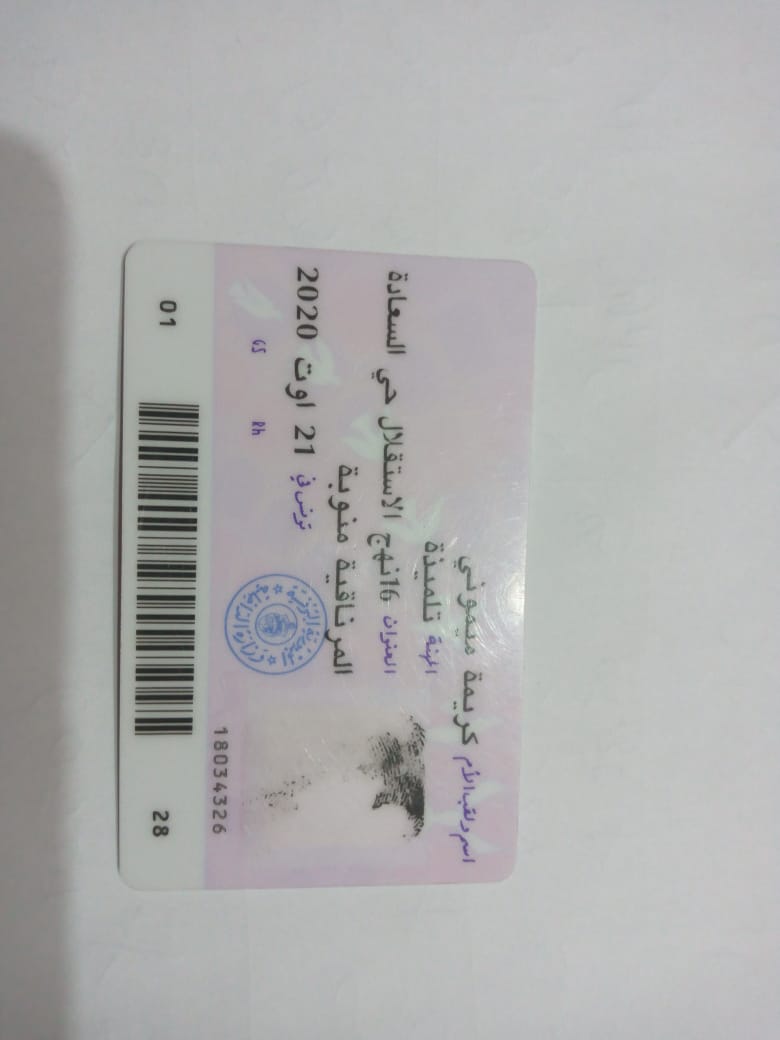 اسم ولقب الأم كريمة ميموني
المهنة تلميذة
العنوان 16نهج الاستقلال حي السعادة
المرناقية منوبة
تونس في 21 اوت 2020
GS Rh
الجمهورية التونسية
وزارة الداخلية
18034326
01 28